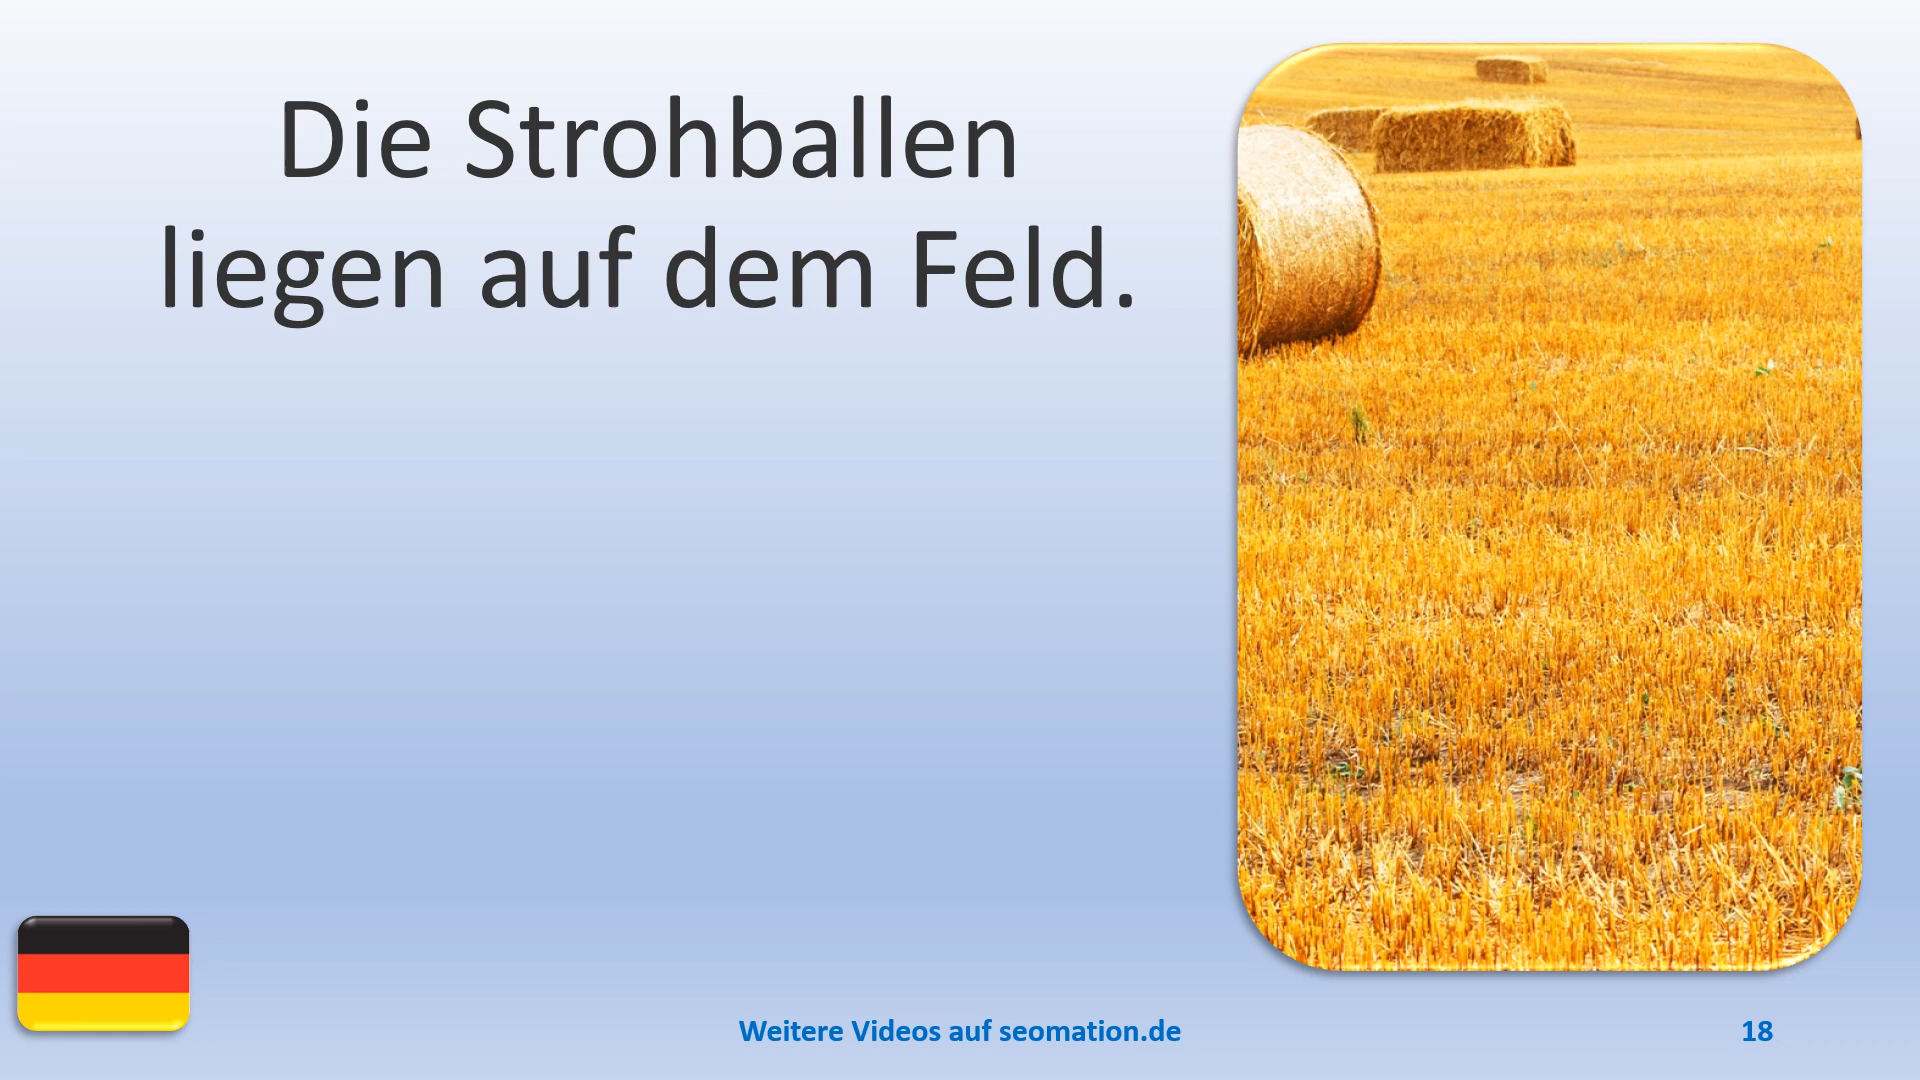 Die Strohballen
liegen auf dem Feld.
Weitere Videos auf seomation.de
18